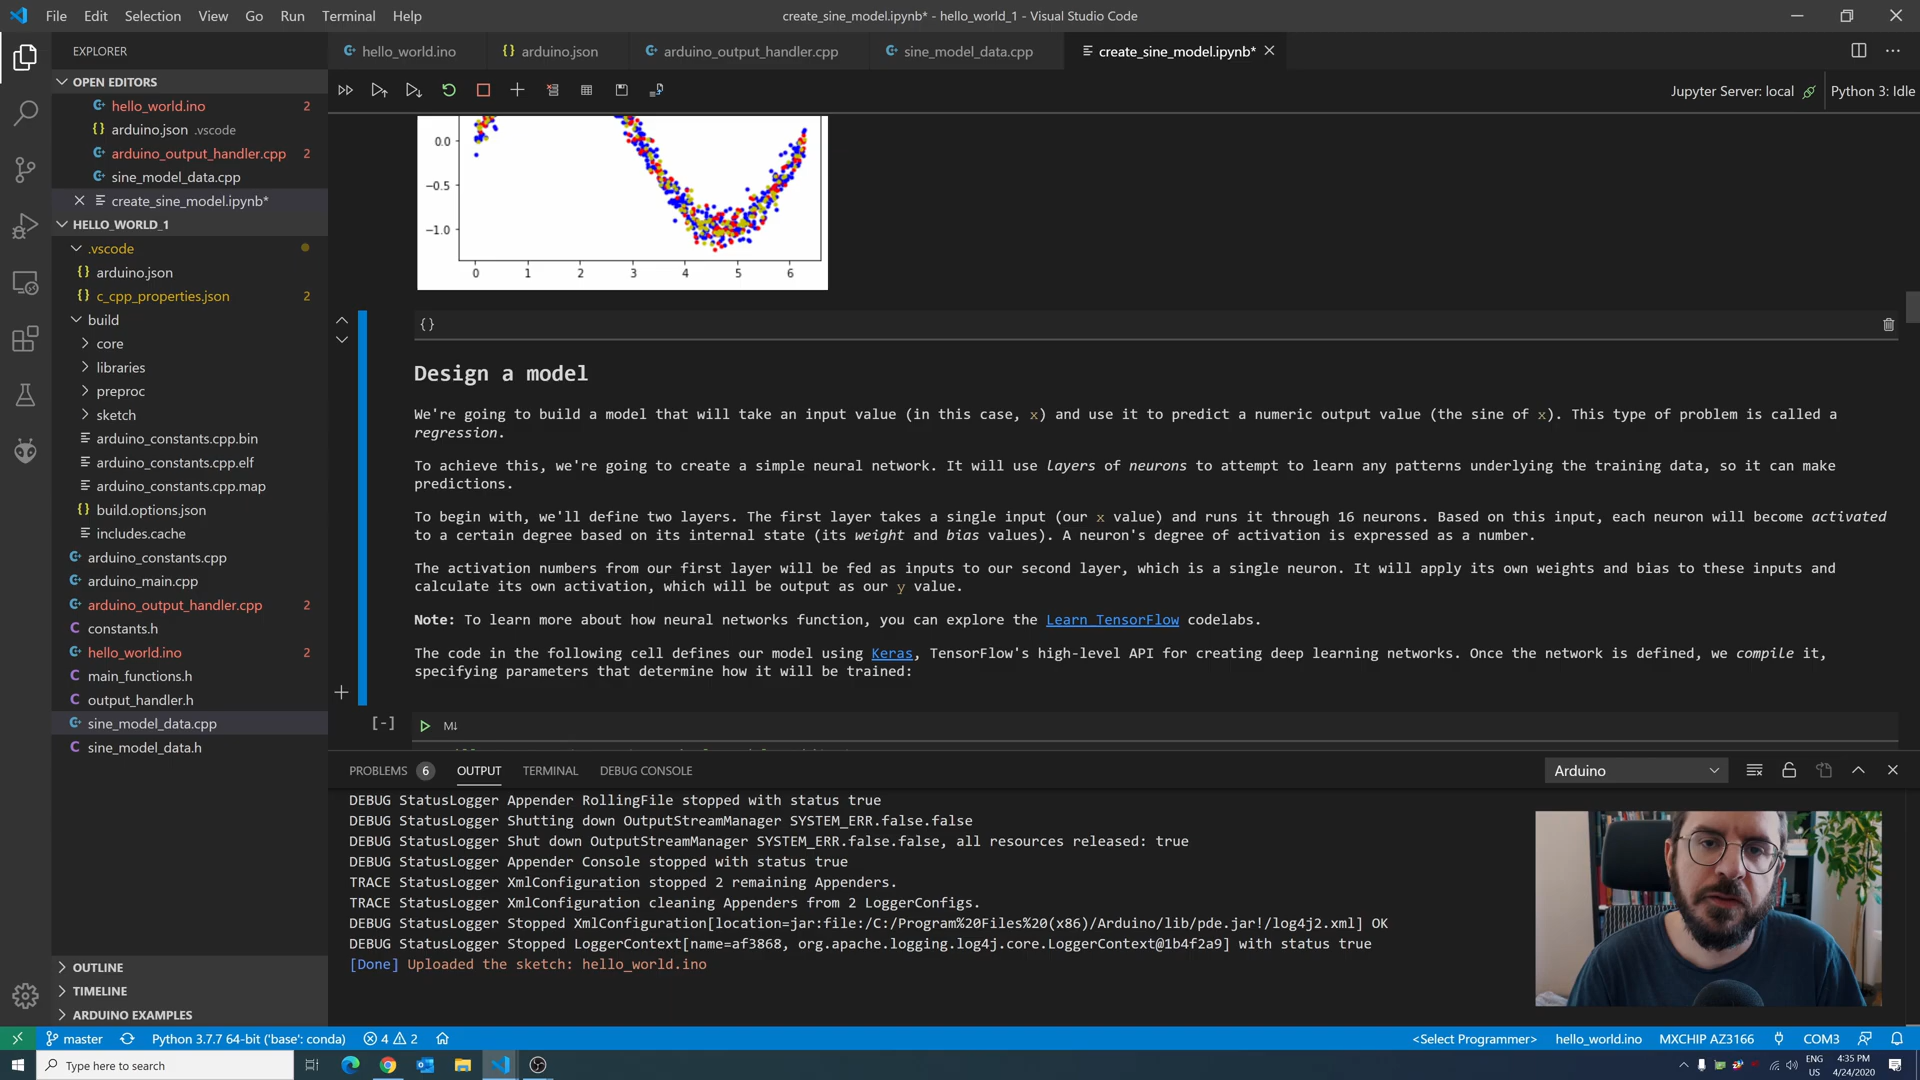 File Edit Selection View Go Run Terminal Help
create_sine_model.ipynb* - hello_world_1 - Visual Studio Code
EXPLORER
OPEN EDITORS
hello_world.ino 2
arduino.json .vscode
arduino_output_handler.cpp 2
sine_model_data.cpp
create_sine_model.ipynb*
HELLO_WORLD_1
.vscode
arduino.json
c_cpp_properties.json 2
build
core
libraries
preproc
sketch
arduino_constants.cpp.bin
arduino_constants.cpp.elf
arduino_constants.cpp.map
build.options.json
includes.cache
arduino_constants.cpp
arduino_main.cpp
arduino_output_handler.cpp 2
constants.h
hello_world.ino 2
main_functions.h
output_handler.h
sine_model_data.cpp
sine_model_data.h
OUTLINE
TIMELINE
ARDUINO EXAMPLES
hello_world.ino arduino.json arduino_output_handler.cpp sine_model_data.cpp create_sine_model.ipynb*
Jupyter Server: local Python 3: Idle
0.0
−0.5
−1.0
0 1 2 3 4 5 6
{}
Design a model
We're going to build a model that will take an input value (in this case, x) and use it to predict a numeric output value (the sine of x). This type of problem is called a
regression.
To achieve this, we're going to create a simple neural network. It will use layers of neurons to attempt to learn any patterns underlying the training data, so it can make
predictions.
To begin with, we'll define two layers. The first layer takes a single input (our x value) and runs it through 16 neurons. Based on this input, each neuron will become activated
to a certain degree based on its internal state (its weight and bias values). A neuron's degree of activation is expressed as a number.
The activation numbers from our first layer will be fed as inputs to our second layer, which is a single neuron. It will apply its own weights and bias to these inputs and
calculate its own activation, which will be output as our y value.
Note: To learn more about how neural networks function, you can explore the Learn TensorFlow codelabs.
The code in the following cell defines our model using Keras, TensorFlow's high-level API for creating deep learning networks. Once the network is defined, we compile it,
specifying parameters that determine how it will be trained:
[-] M↓
PROBLEMS 6 OUTPUT TERMINAL DEBUG CONSOLE Arduino
DEBUG StatusLogger Appender RollingFile stopped with status true
DEBUG StatusLogger Shutting down OutputStreamManager SYSTEM_ERR.false.false
DEBUG StatusLogger Shut down OutputStreamManager SYSTEM_ERR.false.false, all resources released: true
DEBUG StatusLogger Appender Console stopped with status true
TRACE StatusLogger XmlConfiguration stopped 2 remaining Appenders.
TRACE StatusLogger XmlConfiguration cleaning Appenders from 2 LoggerConfigs.
DEBUG StatusLogger Stopped XmlConfiguration[location=jar:file:/C:/Program%20Files%20(x86)/Arduino/lib/pde.jar!/log4j2.xml] OK
DEBUG StatusLogger Stopped LoggerContext[name=af3868, org.apache.logging.log4j.core.LoggerContext@1b4f2a9] with status true
[Done] Uploaded the sketch: hello_world.ino
master Python 3.7.7 64-bit ('base': conda) 4 2 <Select Programmer> hello_world.ino MXCHIP AZ3166 COM3
Type here to search
ENG 4:35 PM
US 4/24/2020